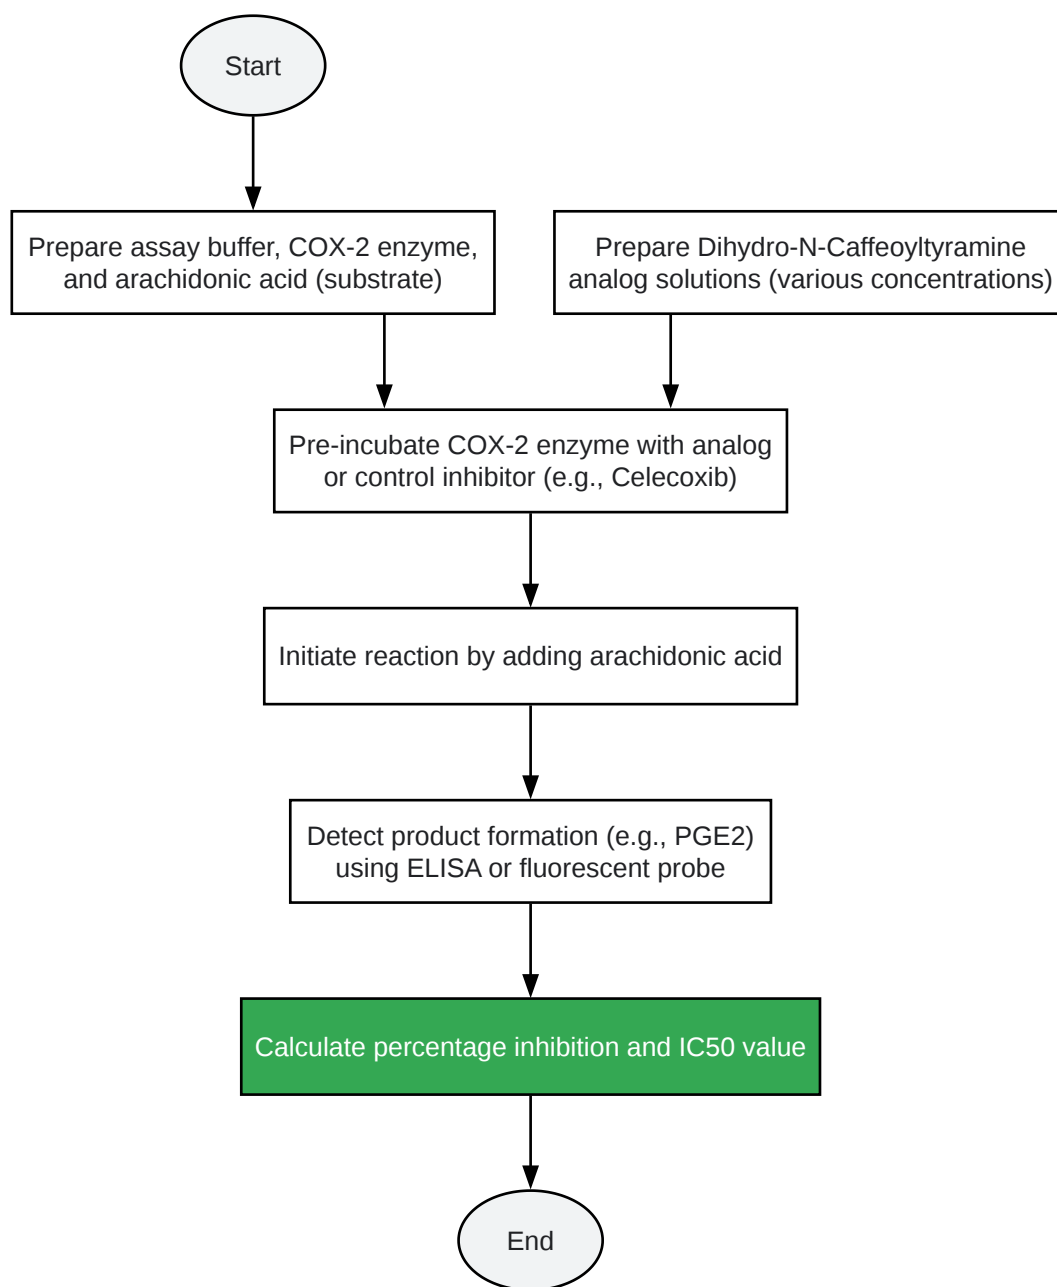 Start
Prepare assay buffer, COX-2 enzyme,
and arachidonic acid (substrate)
Prepare Dihydro-N-Caffeoyltyramine
analog solutions (various concentrations)
Pre-incubate COX-2 enzyme with analog
or control inhibitor (e.g., Celecoxib)
Initiate reaction by adding arachidonic acid
Detect product formation (e.g., PGE2)
using ELISA or fluorescent probe
Calculate percentage inhibition and IC50 value
End